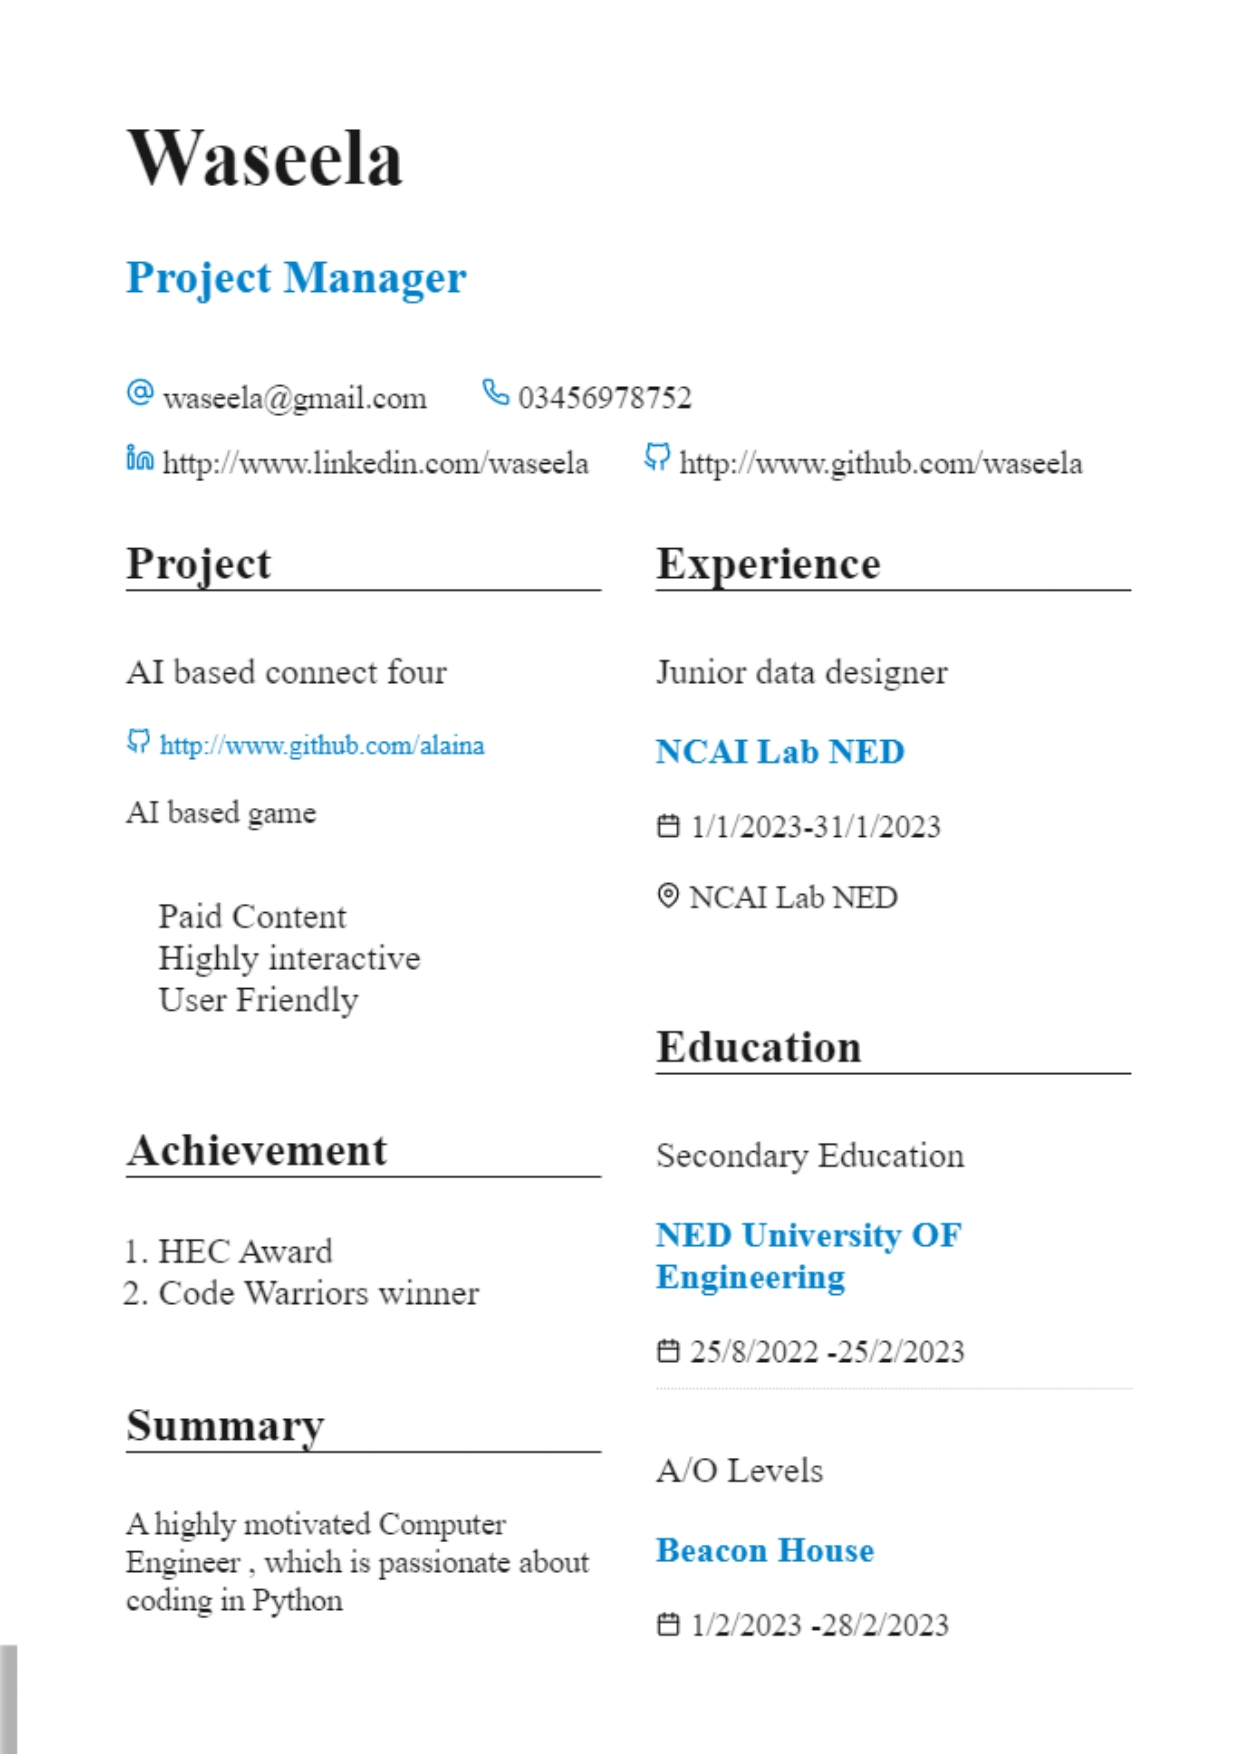 Waseela
Project Manager
waseela@gmail.com 03456978752
http://www.linkedin.com/waseela http://www.github.com/waseela
Project
AI based connect four
http://www.github.com/alaina
AI based game
Paid Content
Highly interactive
User Friendly
Achievement
1. HEC Award
2. Code Warriors winner
Summary
A highly motivated Computer
Engineer , which is passionate about
coding in Python
Experience
Junior data designer
NCAI Lab NED
1/1/2023-31/1/2023
NCAI Lab NED
Education
Secondary Education
NED University OF
Engineering
25/8/2022 -25/2/2023
A/O Levels
Beacon House
1/2/2023 -28/2/2023